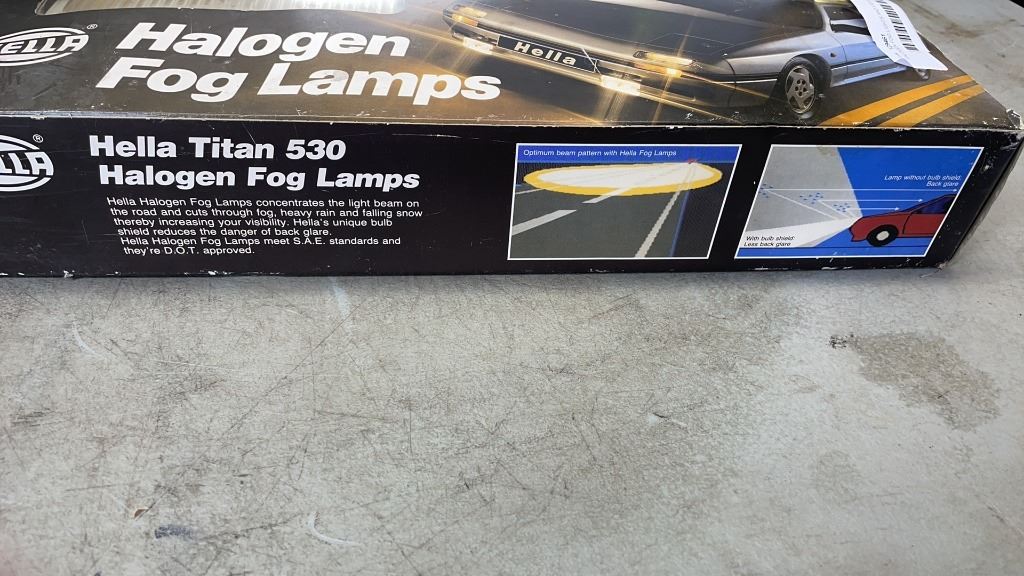 ELLA®
Halogen
Fog Lamps
Hella
LLA®
Hella Titan 530
Halogen Fog Lamps
Hella Halogen Fog Lamps concentrates the light beam on
the road and cuts through fog, heavy rain and falling snow
thereby increasing your visibility. Hella's unique bulb
shield reduces the danger of back glare.
Hella Halogen Fog Lamps meet S.A.E. standards and
they're D.O.T. approved.
Optimum beam pattern with Hella Fog Lamps
Lamp without bulb shield:
Back glare
With bulb shield:
Less back glare